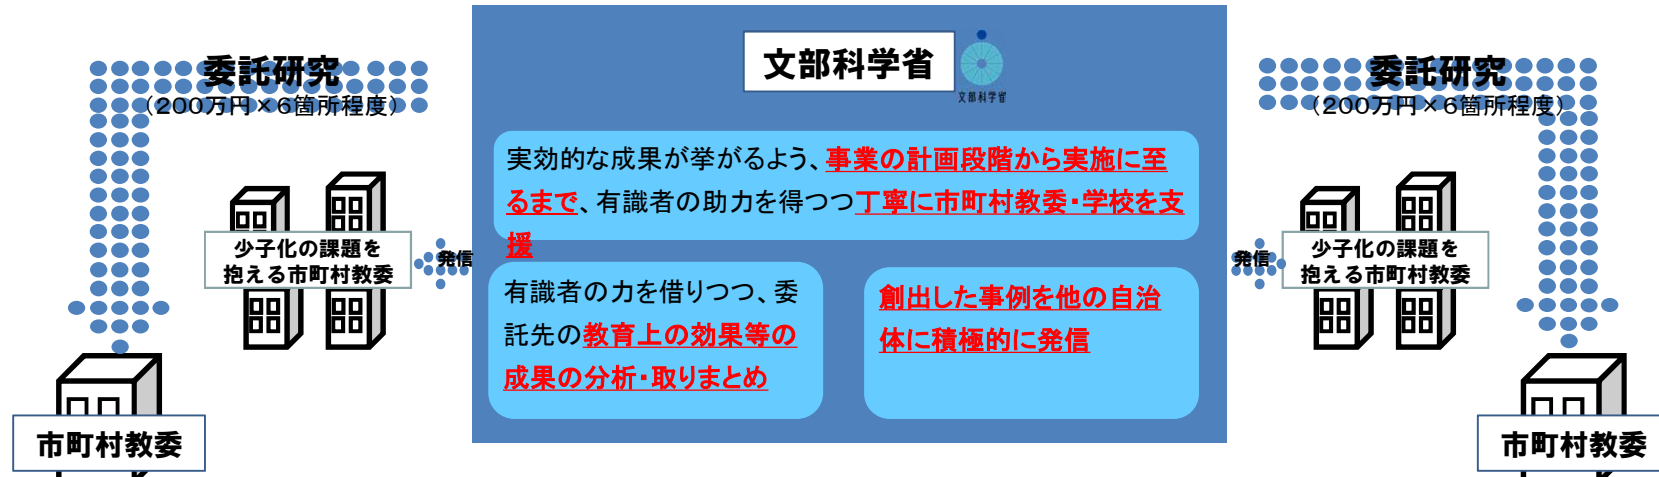 委託研究
（200万円×6箇所程度）
少子化の課題を
抱える市町村教委
発信
市町村教委
文部科学省
文部科学省
実効的な成果が挙がるよう、事業の計画段階から実施に至
るまで、有識者の助力を得つつ丁寧に市町村教委・学校を支
援
有識者の力を借りつつ、委
託先の教育上の効果等の
成果の分析・取りまとめ
創出した事例を他の自治
体に積極的に発信
委託研究
（200万円×6箇所程度）
発信
少子化の課題を
抱える市町村教委
市町村教委